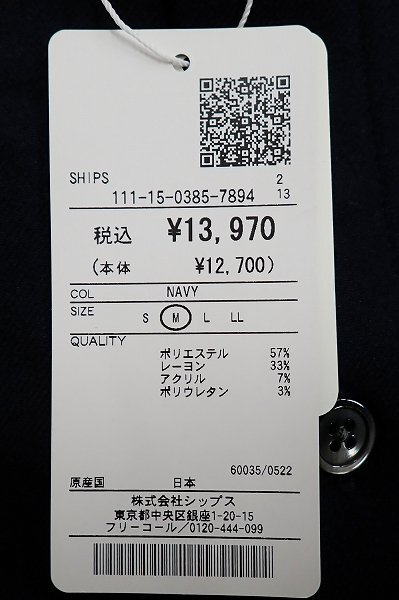 SHIPS 2
111-15-0385-7894 13
税込 ¥13,970
(本体 ¥12,700)
COL NAVY
SIZE S M L LL
QUALITY
ポリエステル 57%
レーヨン 33%
アクリル 7%
ポリウレタン 3%
60035/0522
原産国 日本
株式会社シップス
東京都中央区銀座1-20-15
フリーコール/0120-444-099